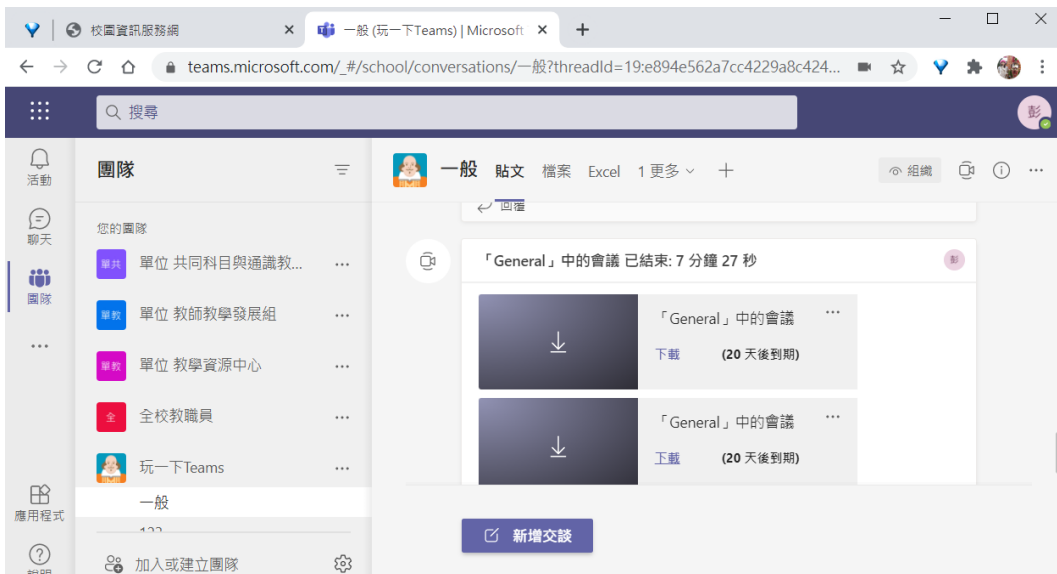 校園資訊服務網
一般 (玩一下Teams) | Microsoft
teams.microsoft.com/_#/school/conversations/一般?threadId=19:e894e562a7cc4229a8c424...
搜尋
彭
活動
聊天
團隊
應用程式
團隊
您的團隊
單共 單位 共同科目與通識教...
單教 單位 教師教學發展組
單教 單位 教學資源中心
全 全校教職員
玩一下Teams
一般
加入或建立團隊
一般 貼文 檔案 Excel 1 更多
組織
回覆
「General」中的會議 已結束: 7 分鐘 27 秒
彭
「General」中的會議
下載 (20 天後到期)
「General」中的會議
下載 (20 天後到期)
新增交談